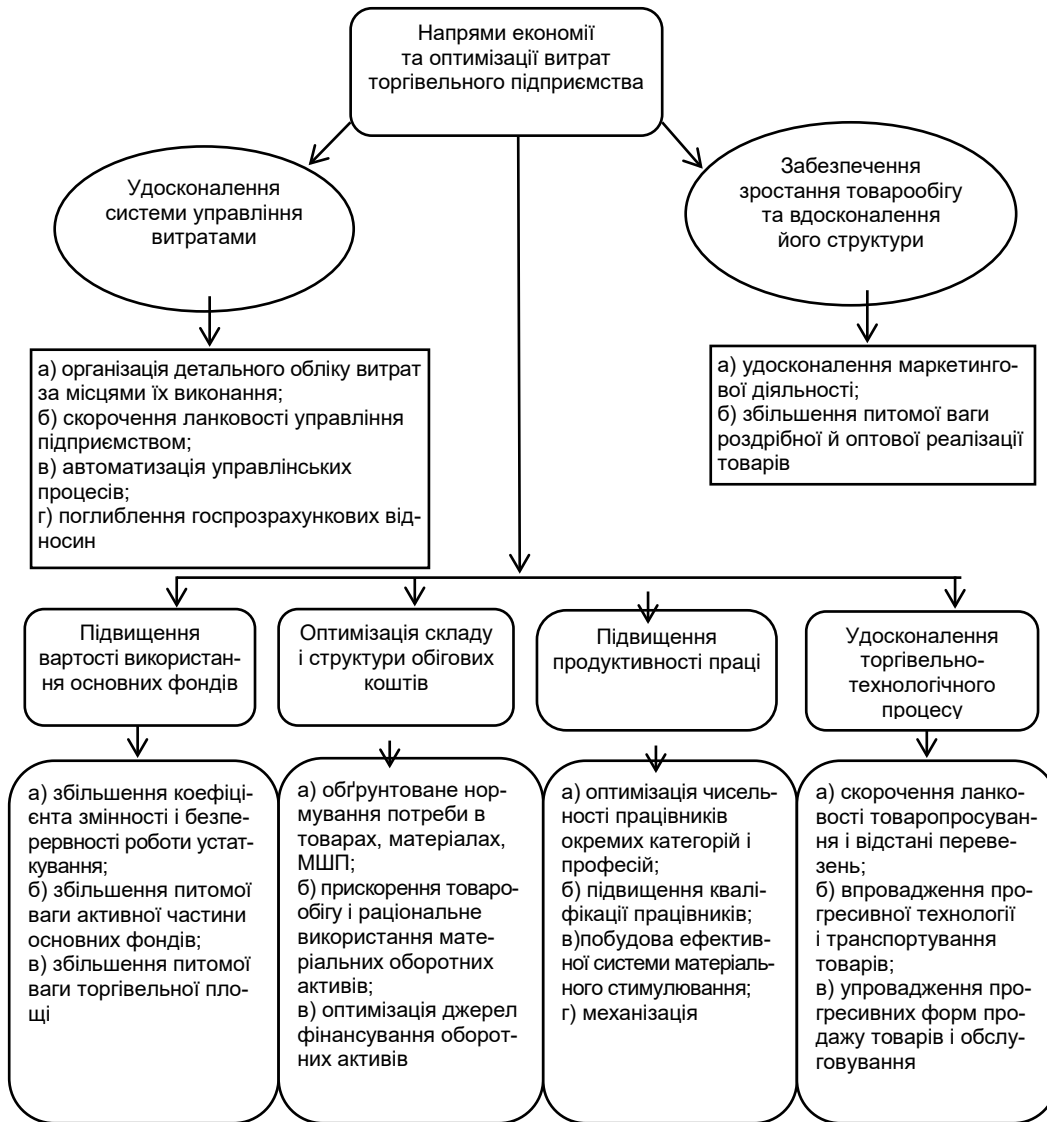 Напрями економії
та оптимізації витрат
торгівельного підприємства
Удосконалення
системи управління
витратами
Забезпечення
зростання товарообігу
та вдосконалення
його структури
а) організація детального обліку витрат
за місцями їх виконання;
б) скорочення ланковості управління
підприємством;
в) автоматизація управлінських
процесів;
г) поглиблення госпрозрахункових від-
носин
а) удосконалення маркетинго-
вої діяльності;
б) збільшення питомої ваги
роздрібної й оптової реалізації
товарів
Підвищення
вартості використан-
ня основних фондів
Оптимізація складу
і структури обігових
коштів
Підвищення
продуктивності праці
Удосконалення
торгівельно-
технологічного
процесу
а) збільшення коефіці-
єнта змінності і безпе-
рервності роботи устат-
кування;
б) збільшення питомої
ваги активної частини
основних фондів;
в) збільшення питомої
ваги торгівельної пло-
щі
а) обґрунтоване нор-
мування потреби в
товарах, матеріалах,
МШП;
б) прискорення товаро-
обігу і раціональне
використання мате-
ріальних оборотних
активів;
в) оптимізація джерел
фінансування оборот-
них активів
а) оптимізація чисель-
ності працівників
окремих категорій і
професій;
б) підвищення квалі-
фікації працівників;
в)побудова ефектив-
ної системи матеріаль-
ного стимулювання;
г) механізація
а) скорочення ланко-
вості товаропросуван-
ня і відстані переве-
зень;
б) впровадження про-
гресивної технології
і транспортування
товарів;
в) упровадження про-
гресивних форм про-
дажу товарів і обслу-
говування